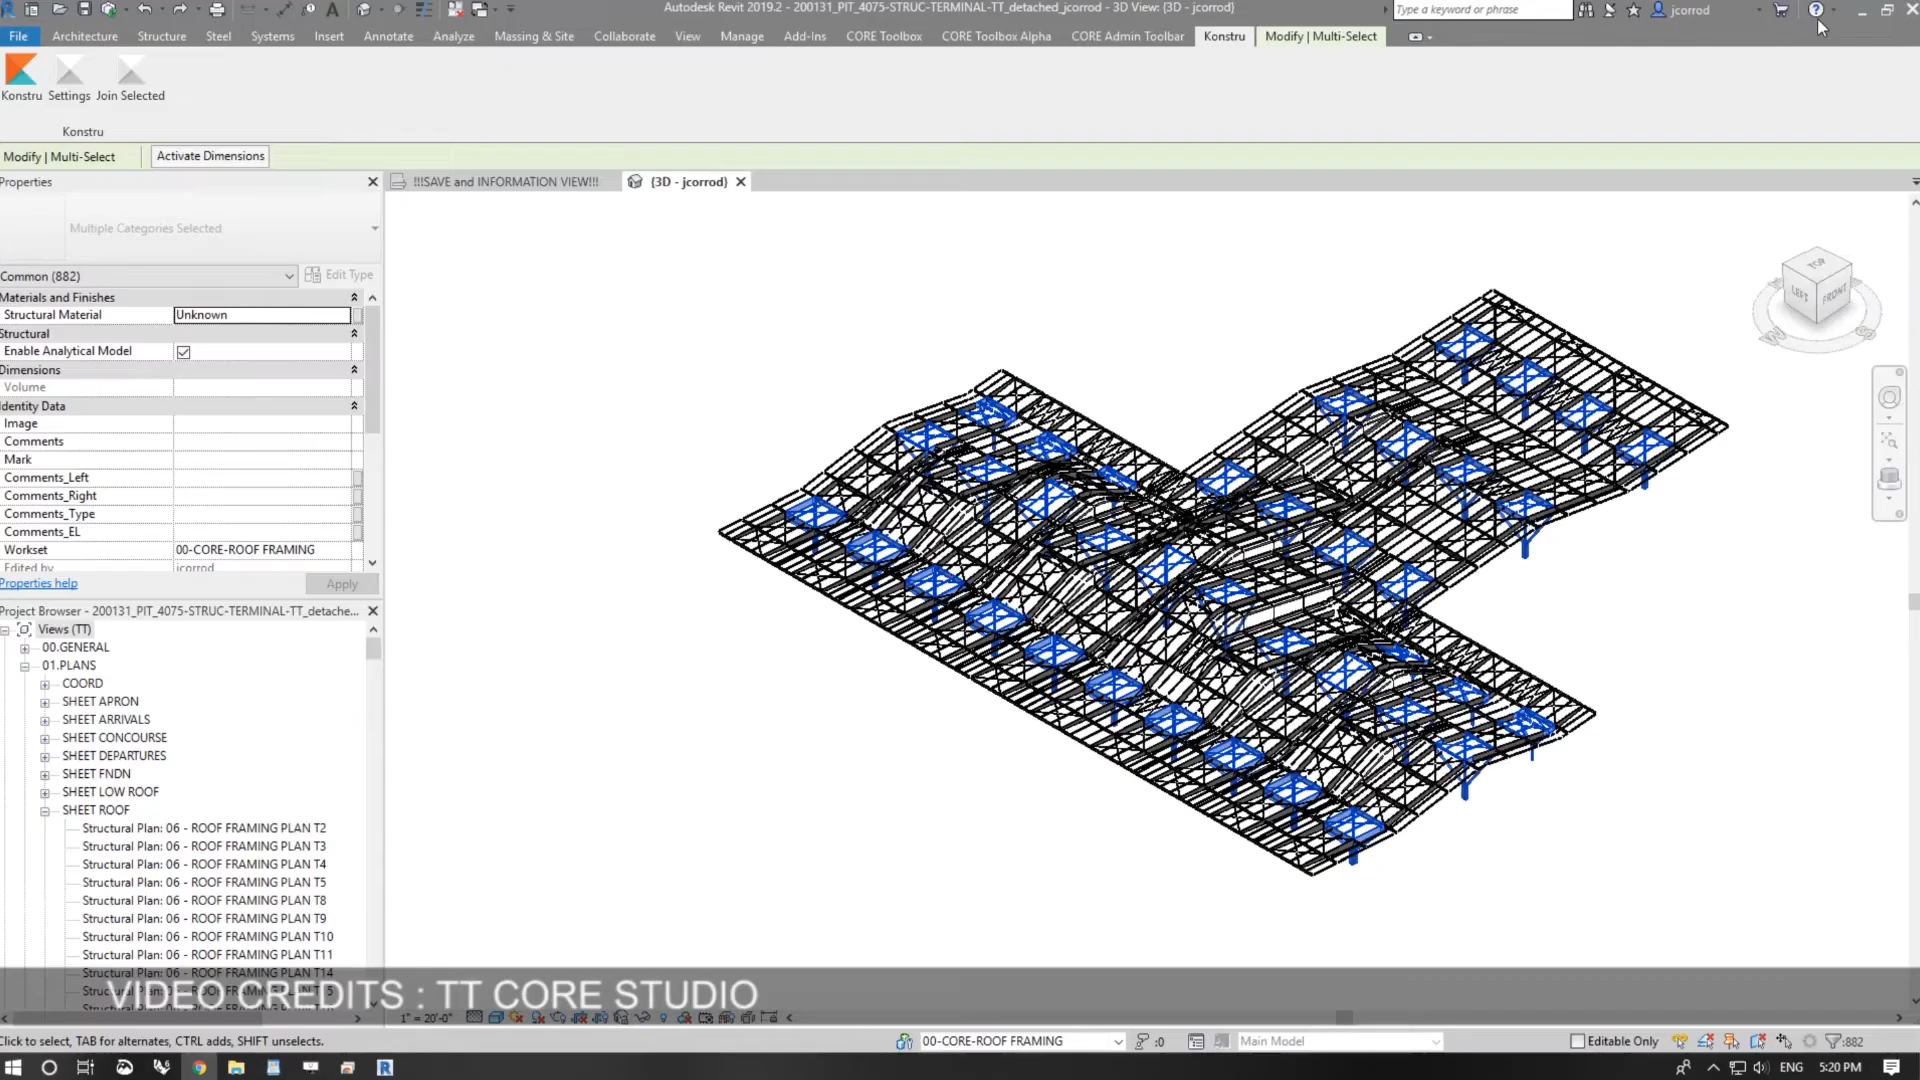 Autodesk Revit 2019.2 - 200131_PIT_4075-STRUC-TERMINAL-TT_detached_jcorrod - 3D View: {3D - jcorrod}
Type a keyword or phrase
jcorrod
File Architecture Structure Steel Systems Insert Annotate Analyze Massing & Site Collaborate View Manage Add-Ins CORE Toolbox CORE Toolbox Alpha CORE Admin Toolbar Konstru Modify | Multi-Select
Konstru Settings Join Selected
Konstru
Modify | Multi-Select Activate Dimensions
Properties
!!!SAVE and INFORMATION VIEW!!!
{3D - jcorrod}
Multiple Categories Selected
Common (882) Edit Type
Materials and Finishes
Structural Material Unknown
Structural
Enable Analytical Model
Dimensions
Volume
Identity Data
Image
Comments
Mark
Comments_Left
Comments_Right
Comments_Type
Comments_EL
Workset 00-CORE-ROOF FRAMING
Edited by jcorrod
Properties help Apply
Project Browser - 200131_PIT_4075-STRUC-TERMINAL-TT_detache...
Views (TT)
00.GENERAL
01.PLANS
COORD
SHEET APRON
SHEET ARRIVALS
SHEET CONCOURSE
SHEET DEPARTURES
SHEET FNDN
SHEET LOW ROOF
SHEET ROOF
Structural Plan: 06 - ROOF FRAMING PLAN T2
Structural Plan: 06 - ROOF FRAMING PLAN T3
Structural Plan: 06 - ROOF FRAMING PLAN T4
Structural Plan: 06 - ROOF FRAMING PLAN T5
Structural Plan: 06 - ROOF FRAMING PLAN T8
Structural Plan: 06 - ROOF FRAMING PLAN T9
Structural Plan: 06 - ROOF FRAMING PLAN T10
Structural Plan: 06 - ROOF FRAMING PLAN T11
Structural Plan: 06 - ROOF FRAMING PLAN T14
TOP
LEFT FRONT
VIDEO CREDITS : TT CORE STUDIO
1" = 20'-0"
Click to select, TAB for alternates, CTRL adds, SHIFT unselects.
00-CORE-ROOF FRAMING
:0
Main Model
Editable Only
:882
ENG
5:20 PM